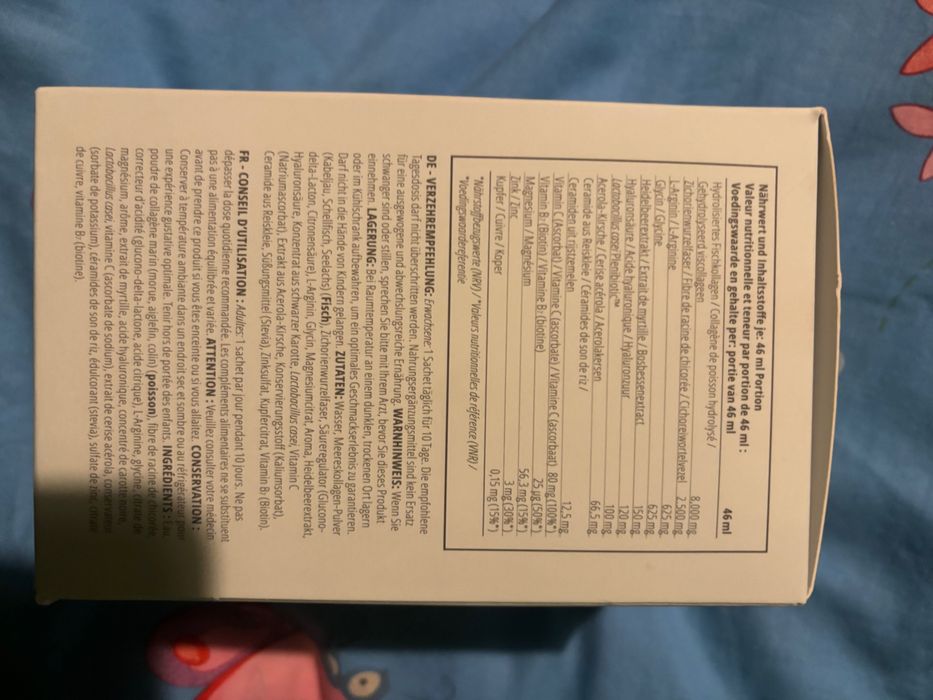 Nährwert und Inhaltsstoffe je: 46 ml Portion
Valeur nutritionnelle et teneur par portion de 46 ml :
Voedingswaarde en gehalte per: portie van 46 ml
46 ml
Hydrolisiertes Fischkollagen / Collagène de poisson hydrolysé /
Gehydrolyseerd viscollageen 8.000 mg
Zichorienwurzelfaser / Fibre de racine de chicorée / Cichoreiwortelvezel 2.500 mg
L-Arginin / L-Arginine 625 mg
Glycin / Glycine 625 mg
Heidelbeerextrakt / Extrait de myrtille / Bosbessenextract 150 mg
Hyaluronsäure / Acide hyaluronique / Hyaluronzuur 120 mg
Lactobacillus casei Plenibiotic™ 100 mg
Acerola-Kirsche / Cerise acérola / Acerolakersen 66.5 mg
Ceramide aus Reiskleie / Céramides de son de riz /
Ceramiden uit rijstzemelen 12.5 mg
Vitamin C (Ascorbat) / Vitamine C (ascorbate) / Vitamine C (ascorbaat) 80 mg (100%*)
Vitamin B₇ (Biotin) / Vitamine B₇ (biotine) 25 µg (50%*)
Magnesium / Magnésium 56,3 mg (15%*)
Zink / Zinc 3 mg (30%*)
Kupfer / Cuivre / Koper 0,15 mg (15%*)
*Nährstoffbezugswerte (NRV) / *Valeurs nutritionnelles de référence (VNR) /
*Voedingswaardereferentie
DE - VERZEHREMPFEHLUNG: Erwachsene: 1 Sachet täglich für 10 Tage. Die empfohlene
Tagesdosis darf nicht überschritten werden. Nahrungsergänzungsmittel sind kein Ersatz
für eine ausgewogene und abwechslungsreiche Ernährung. WARNHINWEIS: Wenn Sie
schwanger sind oder stillen, sprechen Sie bitte mit Ihrem Arzt, bevor Sie dieses Produkt
einnehmen. LAGERUNG: Bei Raumtemperatur an einem dunklen, trockenen Ort lagern
oder im Kühlschrank aufbewahren, um ein optimales Geschmackserlebnis zu garantieren.
Darf nicht in die Hände von Kindern gelangen. ZUTATEN: Wasser, Meereskollagen-Pulver
(Kabeljau, Schellfisch, Seelachs) (Fisch), Zichorienwurzelfaser, Säureregulator (Glucono-
delta-Lacton, Citronensäure), L-Arginin, Glycin, Magnesiumcitrat, Aroma, Heidelbeerextrakt,
Hyaluronsäure, Konzentrat aus schwarzer Karotte, Lactobacillus casei, Vitamin C
(Natriumascorbat), Extrakt aus Acerola-Kirsche, Konservierungsstoff (Kaliumsorbat),
Ceramide aus Reiskleie, Süßungsmittel (Stevia), Zinksulfat, Kupfercitrat, Vitamin B₇ (Biotin).
FR - CONSEIL D'UTILISATION : Adultes: 1 sachet par jour pendant 10 jours. Ne pas
dépasser la dose quotidienne recommandée. Les compléments alimentaires ne se substituent
pas à une alimentation équilibrée et variée. ATTENTION : Veuillez consulter votre médecin
avant de prendre ce produit si vous êtes enceinte ou si vous allaitez. CONSERVATION :
Conserver à température ambiante dans un endroit sec et sombre ou au réfrigérateur pour
une expérience gustative optimale. Tenir hors de portée des enfants. INGRÉDIENTS : Eau,
poudre de collagène marin (morue, aiglefin, colin) (poisson), fibre de racine de chicorée,
correcteur d'acidité (glucono-delta-lactone, acide citrique), L-Arginine, glycine, citrate de
magnésium, arôme, extrait de myrtille, acide hyaluronique, concentré de carotte noire,
Lactobacillus casei, vitamine C (ascorbate de sodium), extrait de cerise acérola, conservateur
(sorbate de potassium), céramides de son de riz, édulcorant (stevia), sulfate de zinc, citrate
de cuivre, vitamine B₇ (biotine).